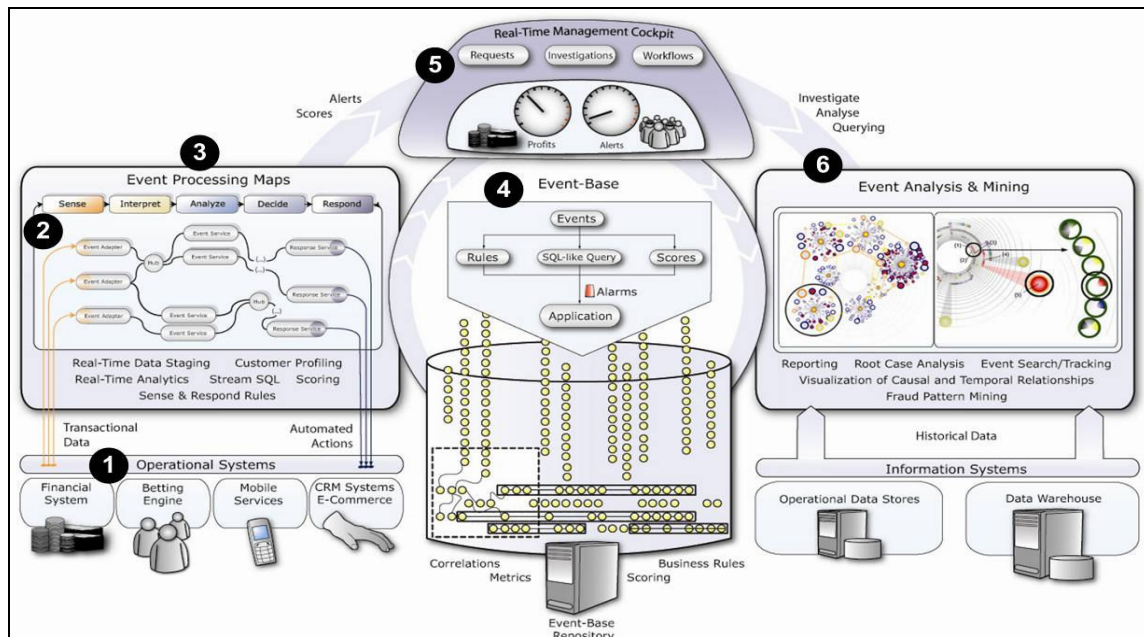 Real-Time Management Cockpit
5
Requests
Investigations
Workflows
Profits
Alerts
Alerts
Scores
Investigate
Analyse
Querying
3
Event Processing Maps
Sense
Interpret
Analyze
Decide
Respond
2
Event Adapter
Event Adapter
Event Adapter
Hub
Event Service
Event Service
(...)
Response Service
(...)
Response Service
Event Service
Event Service
Hub
(...)
Response Service
Real-Time Data Staging
Customer Profiling
Real-Time Analytics
Stream SQL
Scoring
Sense & Respond Rules
Transactional
Data
Automated
Actions
1
Operational Systems
Financial
System
Betting
Engine
Mobile
Services
CRM Systems
E-Commerce
4
Event-Base
Events
Rules
SQL-like Query
Scores
Alarms
Application
Correlations
Metrics
Scoring
Business Rules
Event-Base
Repository
6
Event Analysis & Mining
(1)
(2)
(3)
(4)
(5)
Reporting
Root Case Analysis
Event Search/Tracking
Visualization of Causal and Temporal Relationships
Fraud Pattern Mining
Historical Data
Information Systems
Operational Data Stores
Data Warehouse